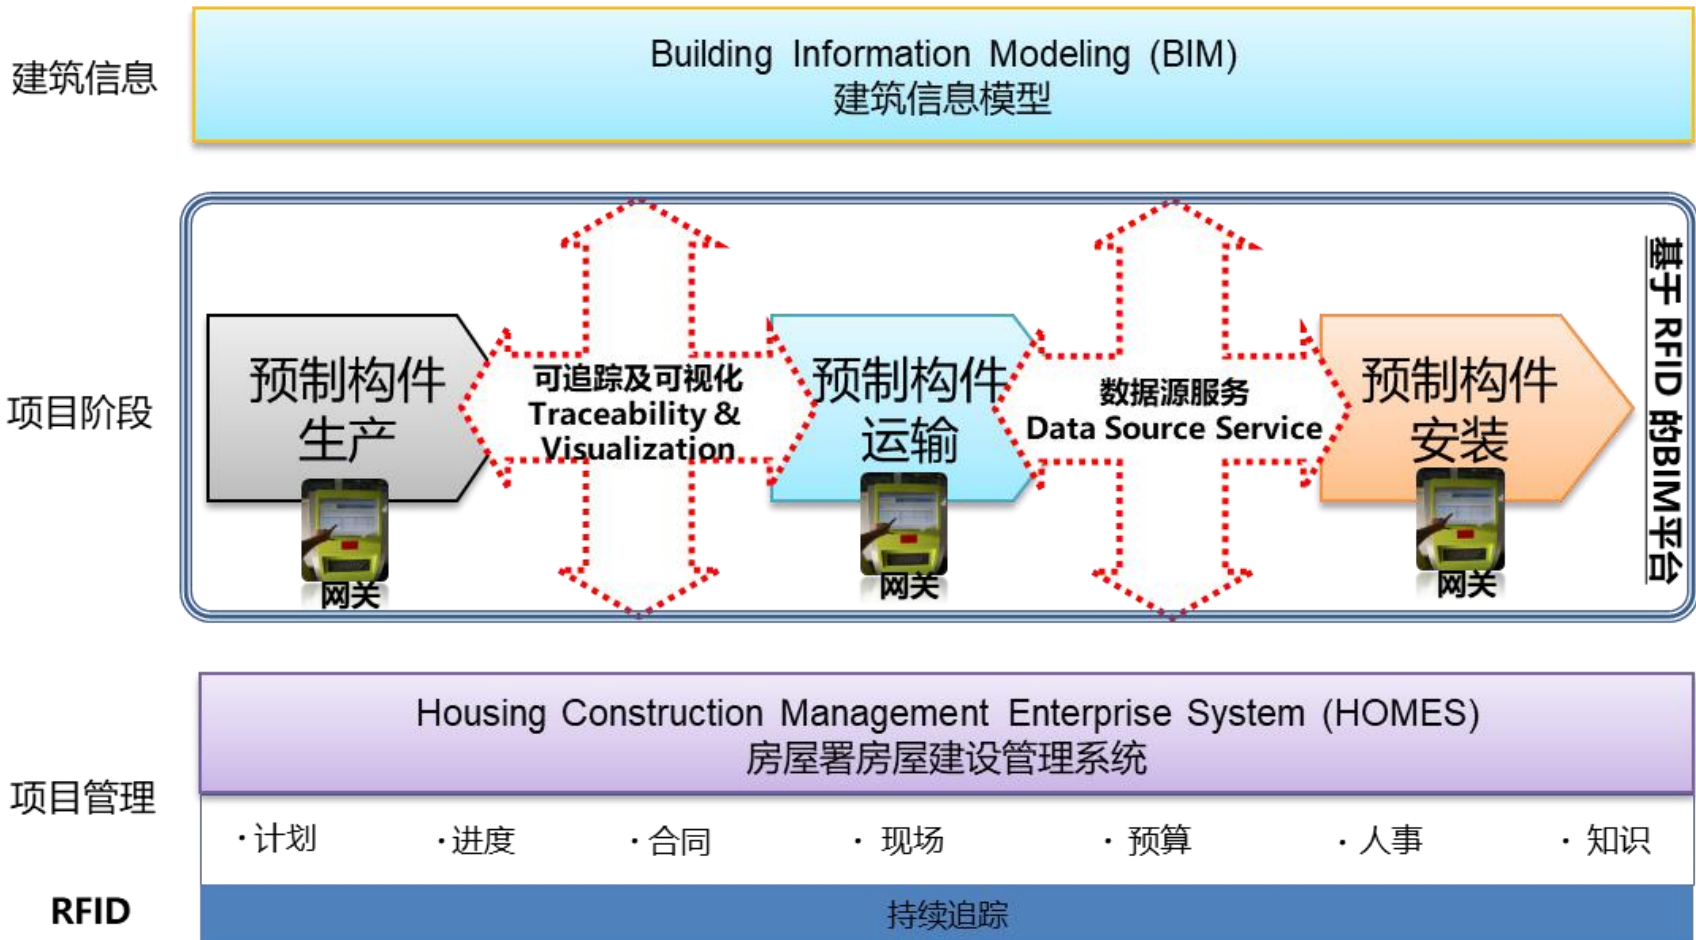 建筑信息
Building Information Modeling (BIM)
建筑信息模型
项目阶段
预制构件
生产
网关
可追踪及可视化
Traceability &
Visualization
预制构件
运输
网关
数据源服务
Data Source Service
预制构件
安装
网关
基于 RFID 的BIM平台
项目管理
Housing Construction Management Enterprise System (HOMES)
房屋署房屋建设管理系统
·计划 ·进度 ·合同 · 现场 · 预算 ·人事 · 知识
RFID
持续追踪